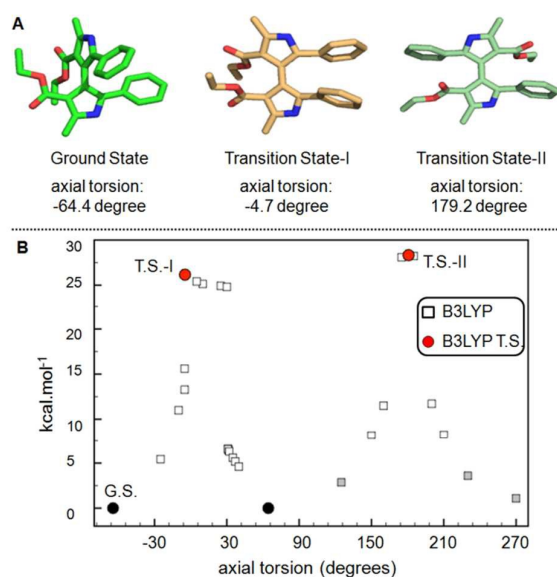 A
Ground State
Transition State-I
Transition State-II
axial torsion:
-64.4 degree
axial torsion:
-4.7 degree
axial torsion:
179.2 degree
B
30
25
20
15
10
5
0
kcal.mol⁻¹
T.S.-I
T.S.-II
B3LYP
B3LYP T.S.
G.S.
-30
30
90
150
210
270
axial torsion (degrees)